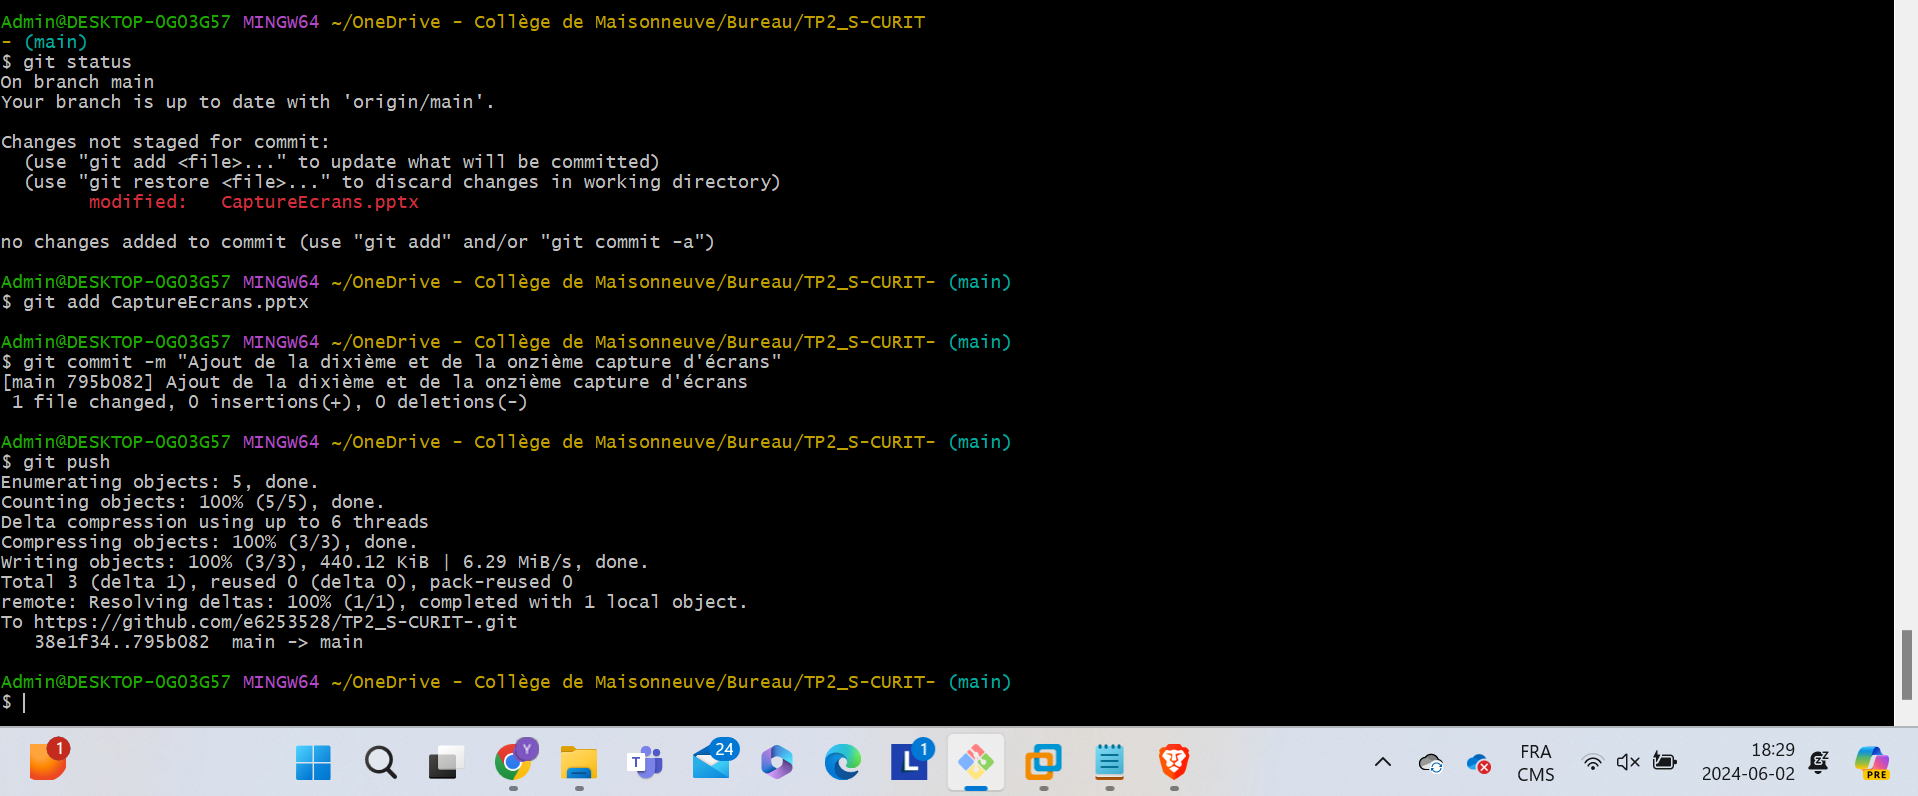 Admin@DESKTOP-0G03G57 MINGW64 ~/OneDrive - Collège de Maisonneuve/Bureau/TP2_S-CURIT
- (main)
$ git status
On branch main
Your branch is up to date with 'origin/main'.
Changes not staged for commit:
  (use "git add <file>..." to update what will be committed)
  (use "git restore <file>..." to discard changes in working directory)
        modified:   CaptureEcrans.pptx
no changes added to commit (use "git add" and/or "git commit -a")
Admin@DESKTOP-0G03G57 MINGW64 ~/OneDrive - Collège de Maisonneuve/Bureau/TP2_S-CURIT- (main)
$ git add CaptureEcrans.pptx
Admin@DESKTOP-0G03G57 MINGW64 ~/OneDrive - Collège de Maisonneuve/Bureau/TP2_S-CURIT- (main)
$ git commit -m "Ajout de la dixième et de la onzième capture d'écrans"
[main 795b082] Ajout de la dixième et de la onzième capture d'écrans
 1 file changed, 0 insertions(+), 0 deletions(-)
Admin@DESKTOP-0G03G57 MINGW64 ~/OneDrive - Collège de Maisonneuve/Bureau/TP2_S-CURIT- (main)
$ git push
Enumerating objects: 5, done.
Counting objects: 100% (5/5), done.
Delta compression using up to 6 threads
Compressing objects: 100% (3/3), done.
Writing objects: 100% (3/3), 440.12 KiB | 6.29 MiB/s, done.
Total 3 (delta 1), reused 0 (delta 0), pack-reused 0
remote: Resolving deltas: 100% (1/1), completed with 1 local object.
To https://github.com/e6253528/TP2_S-CURIT-.git
   38e1f34..795b082  main -> main
Admin@DESKTOP-0G03G57 MINGW64 ~/OneDrive - Collège de Maisonneuve/Bureau/TP2_S-CURIT- (main)
$
1
Y
T
24
L
1
FRA
CMS
18:29
2024-06-02
PRE